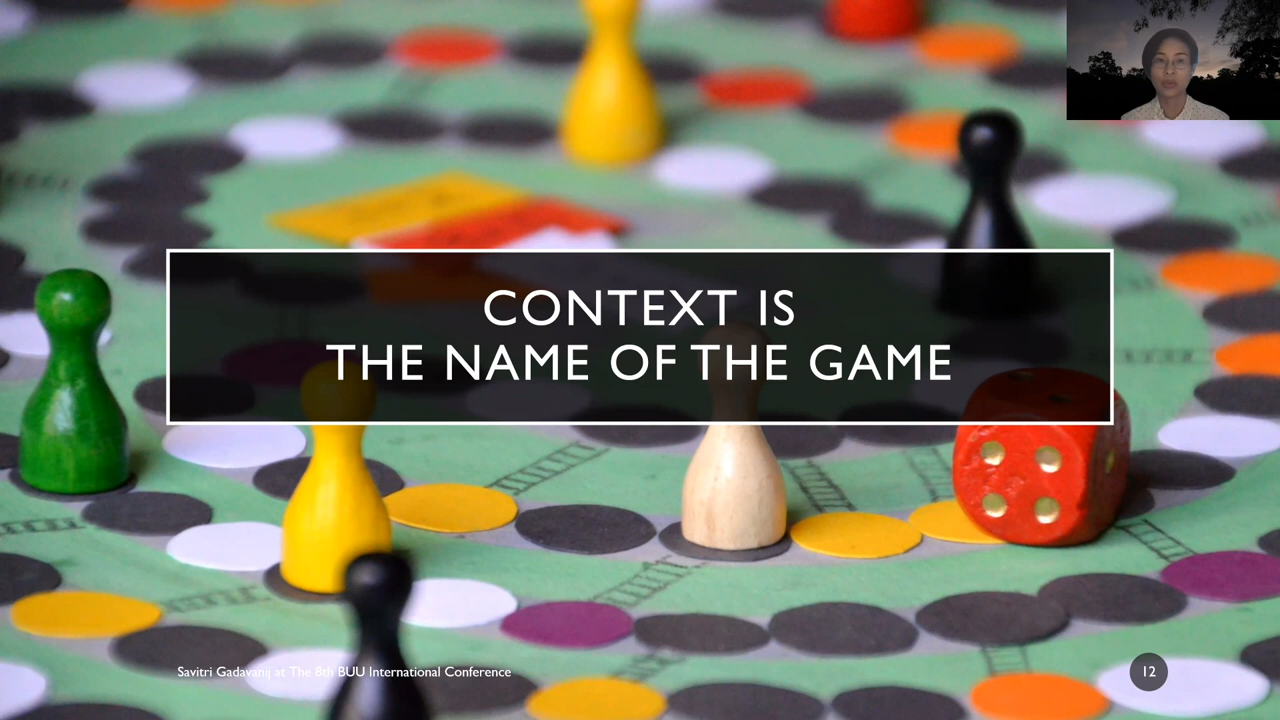 CONTEXT IS
THE NAME OF THE GAME
Savitri Gadavanij at The 8th BUU International Conference
12